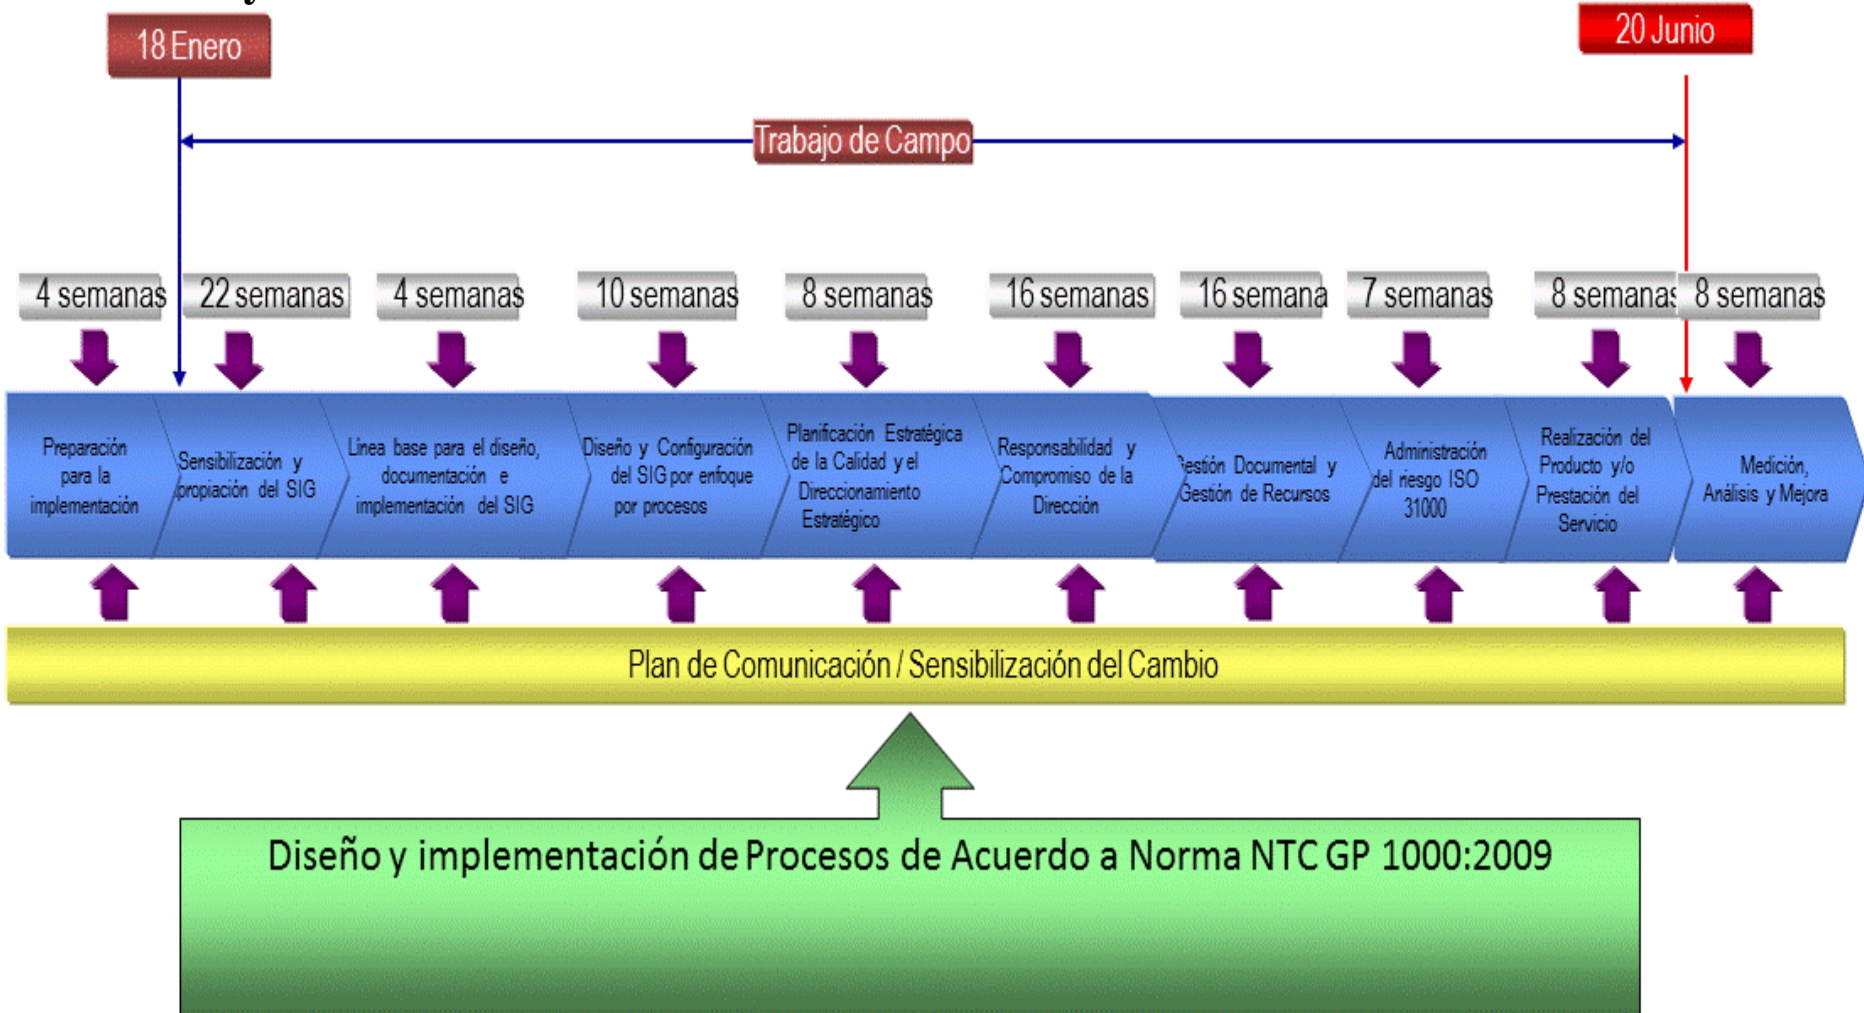 18 Enero
20 Junio
Trabajo de Campo
4 semanas
22 semanas
4 semanas
10 semanas
8 semanas
16 semanas
16 semana
7 semanas
8 semanas
8 semanas
Preparación
para la
implementación
Sensibilización y
propiación del SIG
Linea base para el diseño,
documentación e
implementación del SIG
Diseño y Configuración
del SIG por enfoque
por procesos
Planificación Estratégica
de la Calidad y el
Direccionamiento
Estratégico
Responsabilidad y
Compromiso de la
Dirección
Gestión Documental y
Gestión de Recursos
Administración
del riesgo ISO
31000
Realización del
Producto y/o
Prestación del
Servicio
Medición,
Análisis y Mejora
Plan de Comunicación / Sensibilización del Cambio
Diseño y implementación de Procesos de Acuerdo a Norma NTC GP 1000:2009